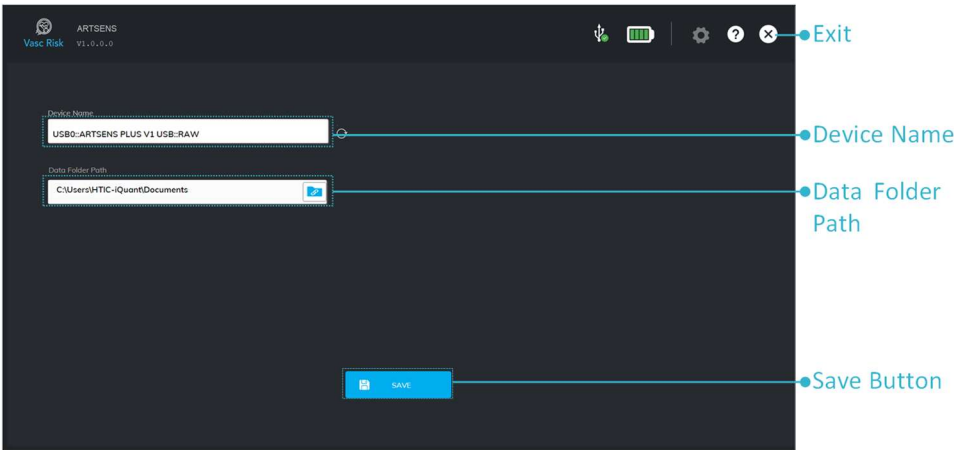 ARTSENS
Vasc Risk V1.0.0.0
Exit
Device Name
USB0::ARTSENS PLUS V1 USB::RAW
Device Name
Data Folder Path
C:\Users\HTIC-iQuant\Documents
Data Folder
Path
SAVE
Save Button